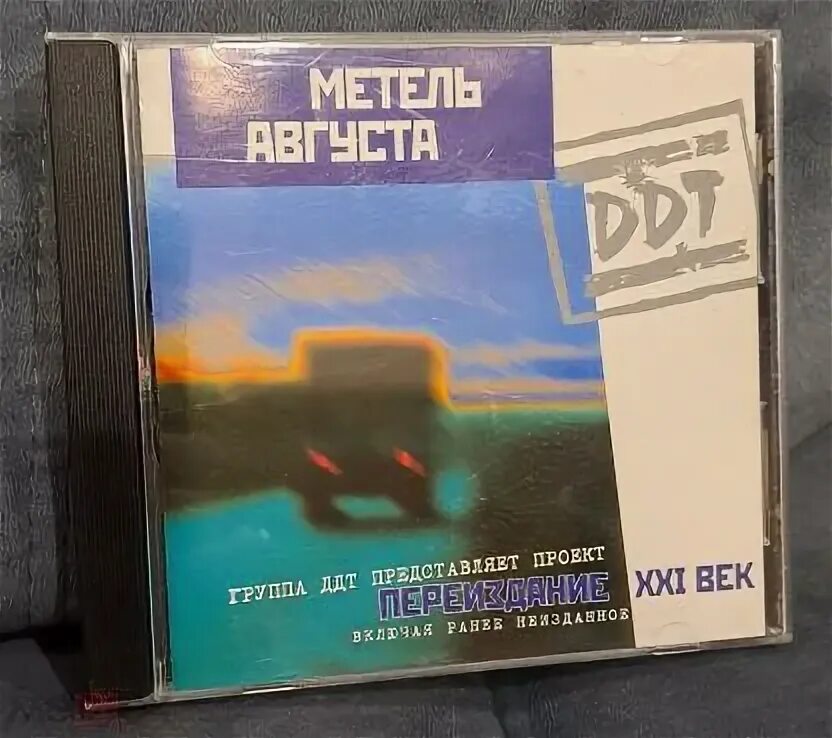 МЕТЕЛЬ
АВГУСТА
DDT
ГРУППА ДДТ ПРЕДСТАВЛЯЕТ ПРОЕКТ
ПЕРЕИЗДАНИЕ
XXI ВЕК
ВКЛЮЧАЯ РАНЕЕ НЕИЗДАННОЕ